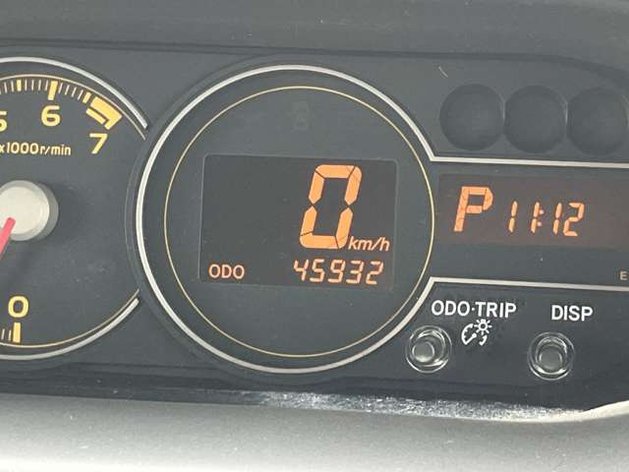 5 6 7
x1000r/min
0
0 km/h
ODO 45932
P 11:12
E
ODO·TRIP DISP